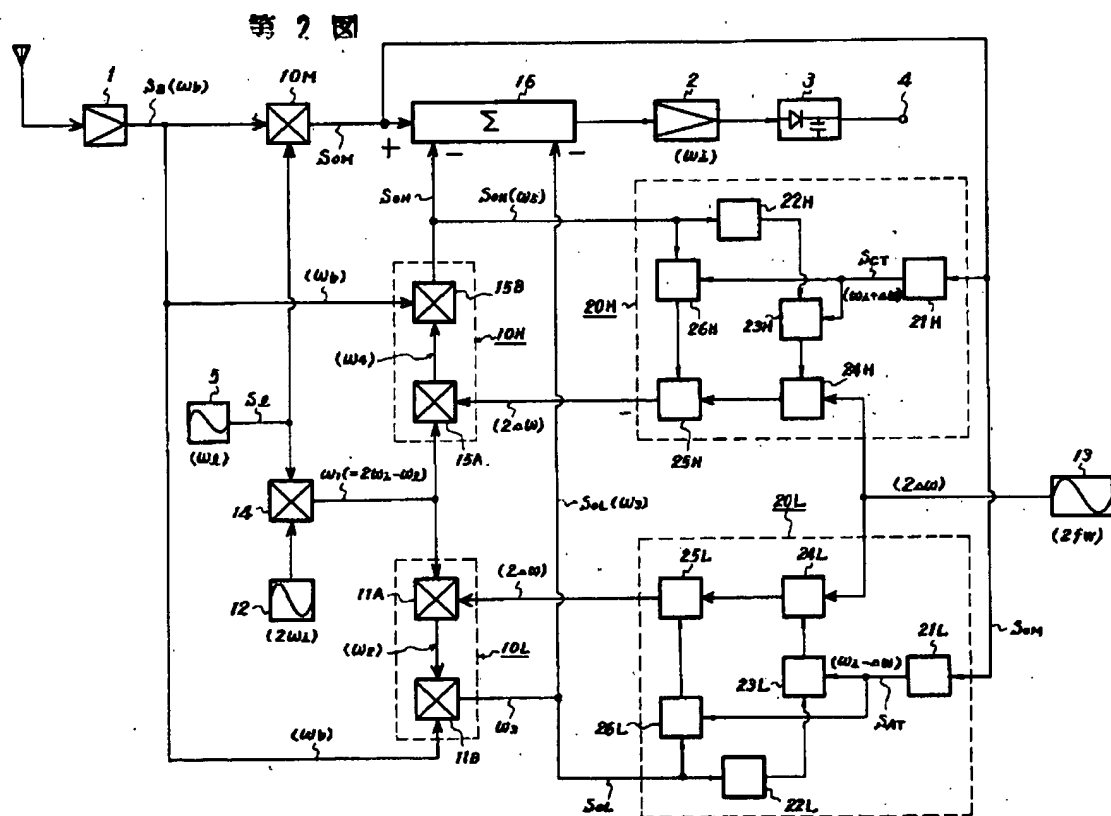 第2図
1
Sa(ωb)
10M
16
2
3
4
Σ
SOM
+
-
-
(ωi)
SOH
SOH(ω5)
22H
SCT
(ωi+Δω)
21H
20H
26H
23H
24H
25H
(ωb)
15B
10H
(ω4)
15A
(2Δω)
5
Sℓ
(ωℓ)
ω1(=2ωi-ωℓ)
14
12
(2ωi)
SOL(ω3)
(2Δω)
13
(2fw)
20L
25L
24L
11A
(2Δω)
(ω2)
10L
(ωi-Δω)
21L
SOM
23L
SAT
26L
ω3
11B
(ωb)
SOL
22L